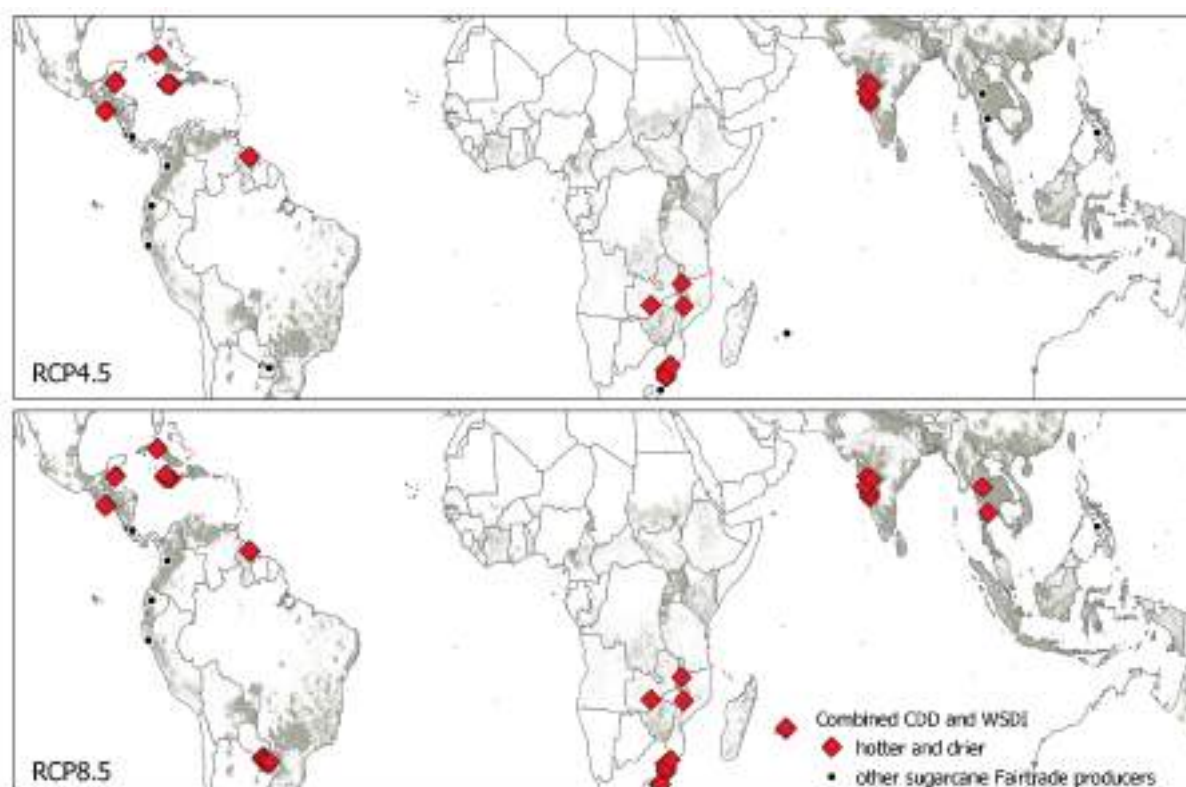 RCP4.5
Combined CDD and WSDI
hotter and drier
other sugarcane Fairtrade producers
RCP8.5